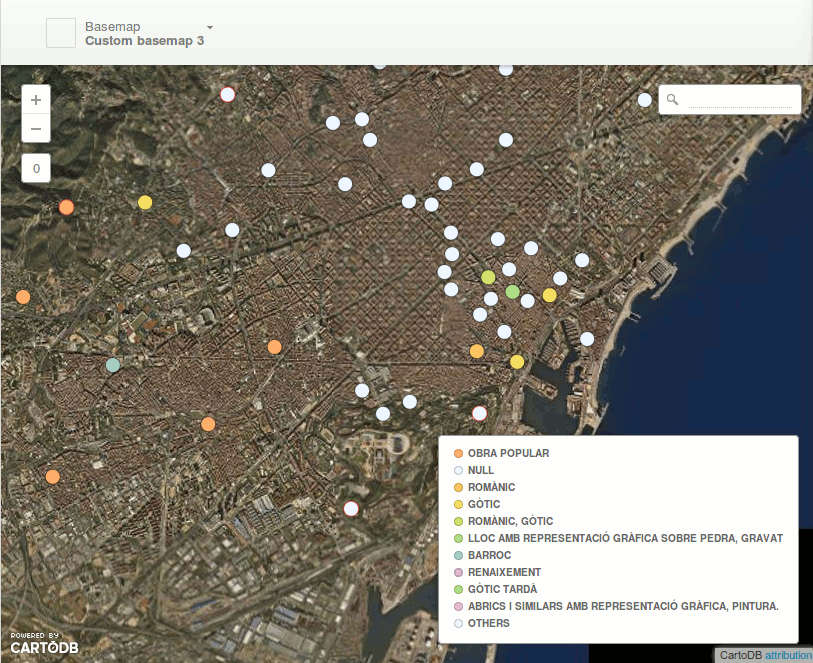 Basemap
Custom basemap 3
+
−
0
OBRA POPULAR
NULL
ROMÀNIC
GÒTIC
ROMÀNIC, GÒTIC
LLOC AMB REPRESENTACIÓ GRÀFICA SOBRE PEDRA, GRAVAT
BARROC
RENAIXEMENT
GÒTIC TARDÀ
ABRICS I SIMILARS AMB REPRESENTACIÓ GRÀFICA, PINTURA.
OTHERS
POWERED BY
CARTODB
CartoDB attribution